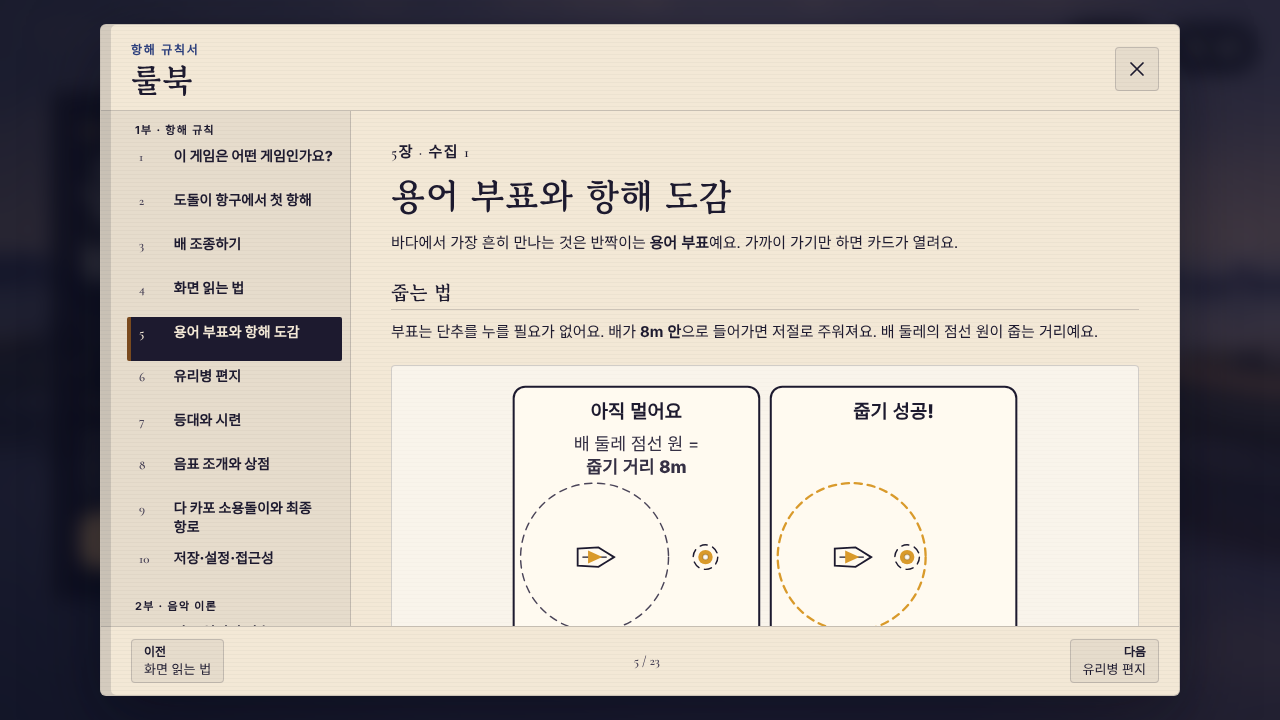 항해 규칙서
룰북
1부 · 항해 규칙
1 이 게임은 어떤 게임인가요?
2 도돌이 항구에서 첫 항해
3 배 조종하기
4 화면 읽는 법
5 용어 부표와 항해 도감
6 유리병 편지
7 등대와 시련
8 음표 조개와 상점
9 다 카포 소용돌이와 최종
항로
10 저장·설정·접근성
2부 · 음악 이론
5장 · 수집 1
용어 부표와 항해 도감
바다에서 가장 흔히 만나는 것은 반짝이는 용어 부표예요. 가까이 가기만 하면 카드가 열려요.
줍는 법
부표는 단추를 누를 필요가 없어요. 배가 8m 안으로 들어가면 저절로 주워져요. 배 둘레의 점선 원이 줍는 거리예요.
아직 멀어요
배 둘레 점선 원 =
줍기 거리 8m
줍기 성공!
이전
화면 읽는 법
5 / 23
다음
유리병 편지